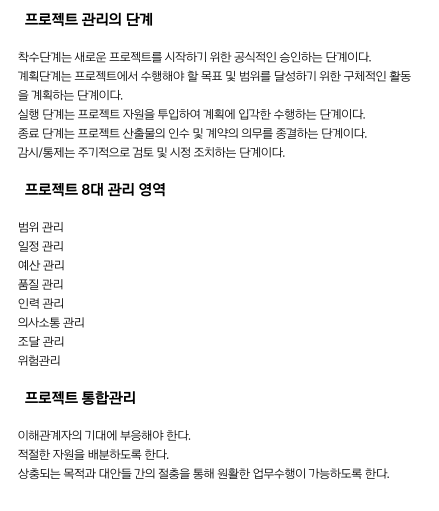 프로젝트 관리의 단계
착수단계는 새로운 프로젝트를 시작하기 위한 공식적인 승인하는 단계이다.
계획단계는 프로젝트에서 수행해야 할 목표 및 범위를 달성하기 위한 구체적인 활동
을 계획하는 단계이다.
실행 단계는 프로젝트 자원을 투입하여 계획에 입각한 수행하는 단계이다.
종료 단계는 프로젝트 산출물의 인수 및 계약의 의무를 종결하는 단계이다.
감시/통제는 주기적으로 검토 및 시정 조치하는 단계이다.
프로젝트 8대 관리 영역
범위 관리
일정 관리
예산 관리
품질 관리
인력 관리
의사소통 관리
조달 관리
위험관리
프로젝트 통합관리
이해관계자의 기대에 부응해야 한다.
적절한 자원을 배분하도록 한다.
상충되는 목적과 대안들 간의 절충을 통해 원활한 업무수행이 가능하도록 한다.